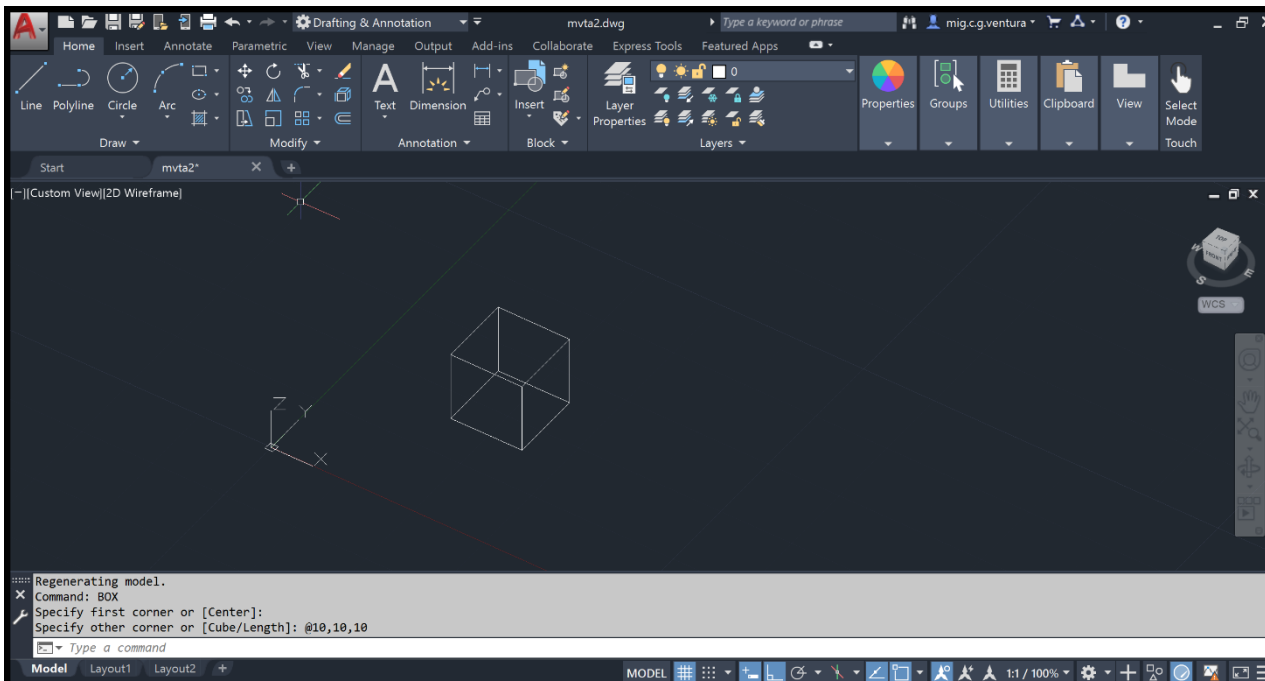 A Drafting & Annotation mvta2.dwg Type a keyword or phrase mig.c.g.ventura
Home Insert Annotate Parametric View Manage Output Add-ins Collaborate Express Tools Featured Apps
0
Line Polyline Circle Arc Text Dimension Insert Layer Properties Properties Groups Utilities Clipboard View Select Mode
Draw Modify Annotation Block Layers Touch
Start mvta2* +
[-][Custom View][2D Wireframe]
TOP
W FRONT E
S
WCS
Z
Y
X
Regenerating model.
Command: BOX
Specify first corner or [Center]:
Specify other corner or [Cube/Length]: @10,10,10
Type a command
Model Layout1 Layout2 + MODEL 1:1 / 100%